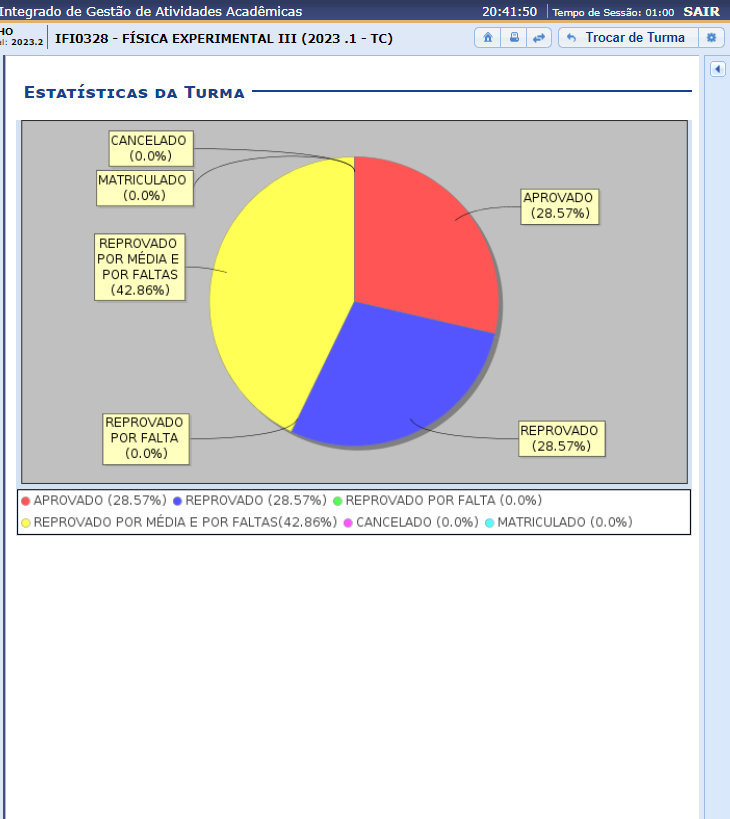 Integrado de Gestão de Atividades Acadêmicas 20:41:50 Tempo de Sessão: 01:00 SAIR
HO
el: 2023.2 IFI0328 - FÍSICA EXPERIMENTAL III (2023 .1 - TC) Trocar de Turma
Estatísticas da Turma
CANCELADO
(0.0%)
MATRICULADO
(0.0%)
APROVADO
(28.57%)
REPROVADO
POR MÉDIA E
POR FALTAS
(42.86%)
REPROVADO
POR FALTA
(0.0%)
REPROVADO
(28.57%)
APROVADO (28.57%) REPROVADO (28.57%) REPROVADO POR FALTA (0.0%)
REPROVADO POR MÉDIA E POR FALTAS(42.86%) CANCELADO (0.0%) MATRICULADO (0.0%)